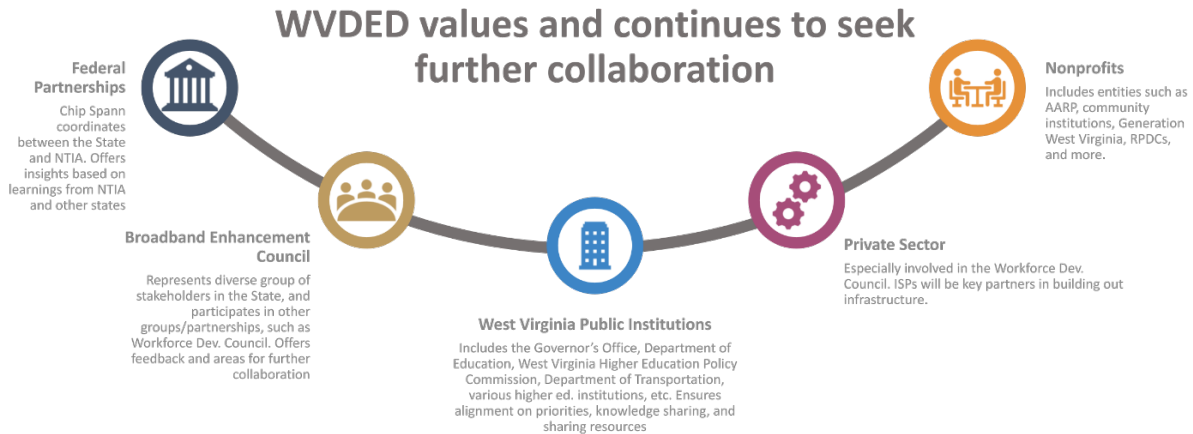 WVDED values and continues to seek
further collaboration
Federal
Partnerships
Chip Spann
coordinates
between the State
and NTIA. Offers
insights based on
learnings from NTIA
and other states
Broadband Enhancement
Council
Represents diverse group of
stakeholders in the State, and
participates in other
groups/partnerships, such as
Workforce Dev. Council. Offers
feedback and areas for further
collaboration
West Virginia Public Institutions
Includes the Governor's Office, Department of
Education, West Virginia Higher Education Policy
Commission, Department of Transportation,
various higher ed. institutions, etc. Ensures
alignment on priorities, knowledge sharing, and
sharing resources
Private Sector
Especially involved in the Workforce Dev.
Council. ISPs will be key partners in building out
infrastructure.
Nonprofits
Includes entities such as
AARP, community
institutions, Generation
West Virginia, RPDCs,
and more.